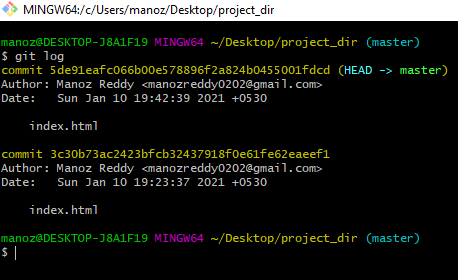 MINGW64:/c/Users/manoz/Desktop/project_dir
manoz@DESKTOP-J8A1F19 MINGW64 ~/Desktop/project_dir (master)
$ git log
commit 5de91eafc066b00e578896f2a824b0455001fdcd (HEAD -> master)
Author: Manoz Reddy <manozreddy0202@gmail.com>
Date:   Sun Jan 10 19:42:39 2021 +0530
    index.html
commit 3c30b73ac2423bfcb32437918f0e61fe62eaeef1
Author: Manoz Reddy <manozreddy0202@gmail.com>
Date:   Sun Jan 10 19:23:37 2021 +0530
    index.html
manoz@DESKTOP-J8A1F19 MINGW64 ~/Desktop/project_dir (master)
$